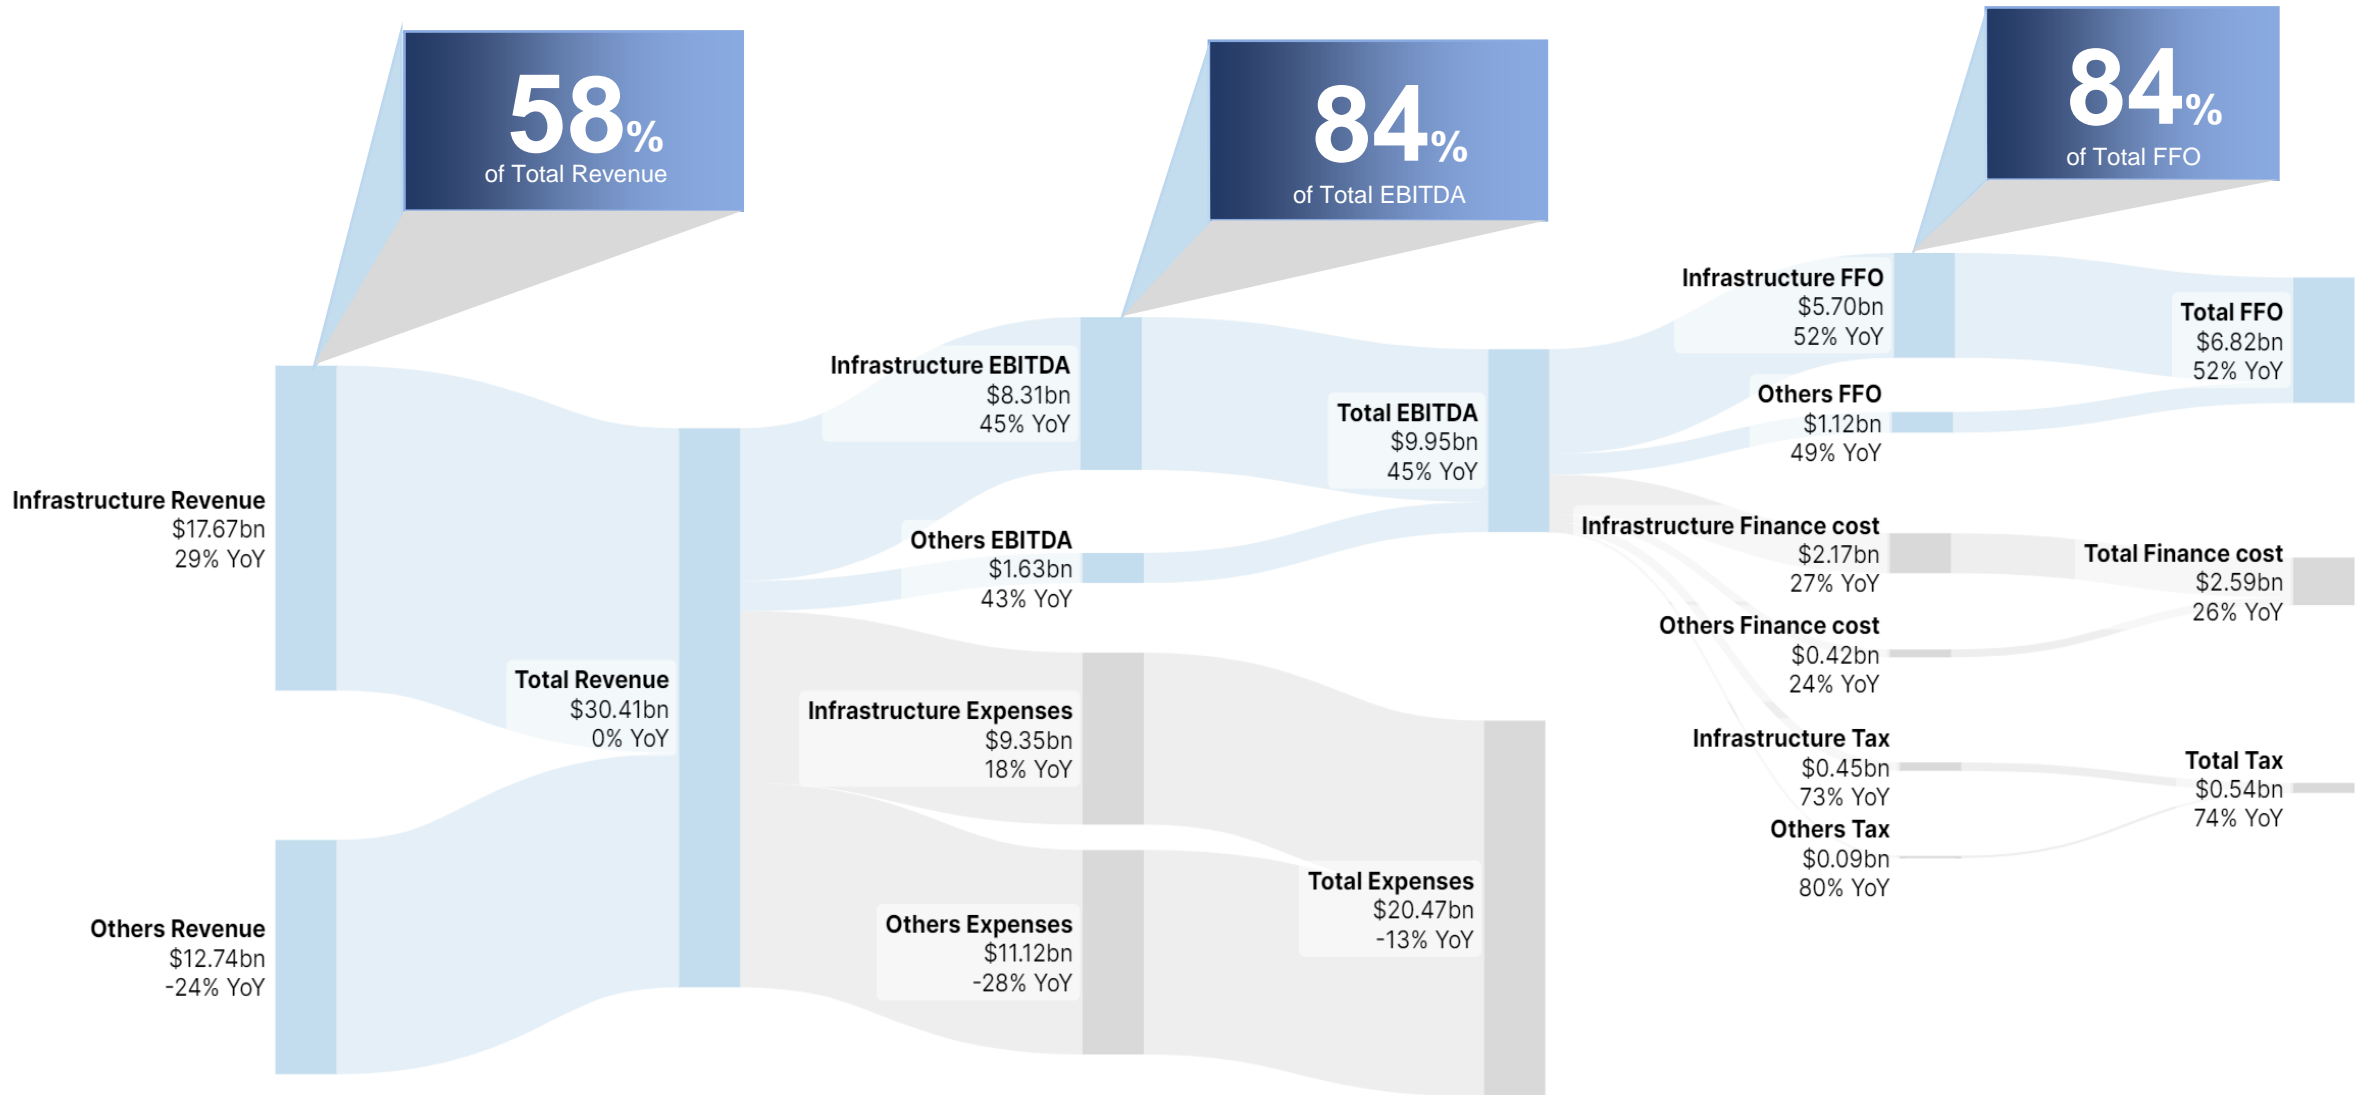 58%
of Total Revenue
84%
of Total EBITDA
84%
of Total FFO
Infrastructure Revenue
$17.67bn
29% YoY
Others Revenue
$12.74bn
-24% YoY
Total Revenue
$30.41bn
0% YoY
Infrastructure EBITDA
$8.31bn
45% YoY
Others EBITDA
$1.63bn
43% YoY
Infrastructure Expenses
$9.35bn
18% YoY
Others Expenses
$11.12bn
-28% YoY
Total EBITDA
$9.95bn
45% YoY
Total Expenses
$20.47bn
-13% YoY
Infrastructure FFO
$5.70bn
52% YoY
Others FFO
$1.12bn
49% YoY
Infrastructure Finance cost
$2.17bn
27% YoY
Others Finance cost
$0.42bn
24% YoY
Infrastructure Tax
$0.45bn
73% YoY
Others Tax
$0.09bn
80% YoY
Total FFO
$6.82bn
52% YoY
Total Finance cost
$2.59bn
26% YoY
Total Tax
$0.54bn
74% YoY